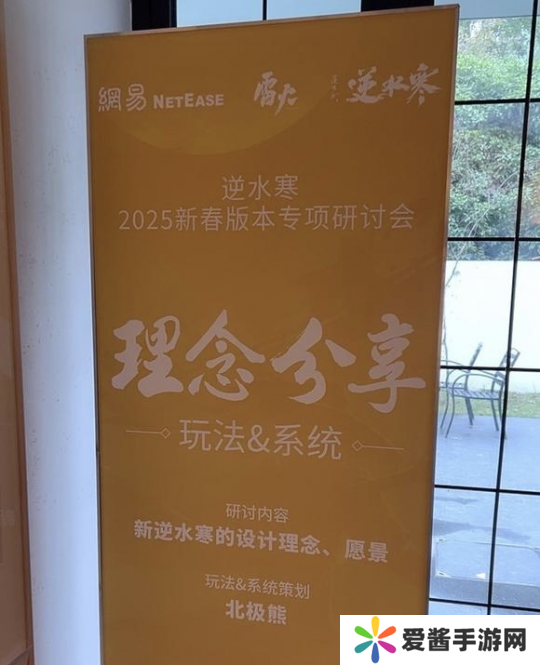 網易 NETEASE 雷火 逆水寒
逆水寒
2025新春版本专项研讨会
理念分享
玩法&系统
研讨内容
新逆水寒的设计理念、愿景
玩法&系统策划
北极熊
爱酱手游网